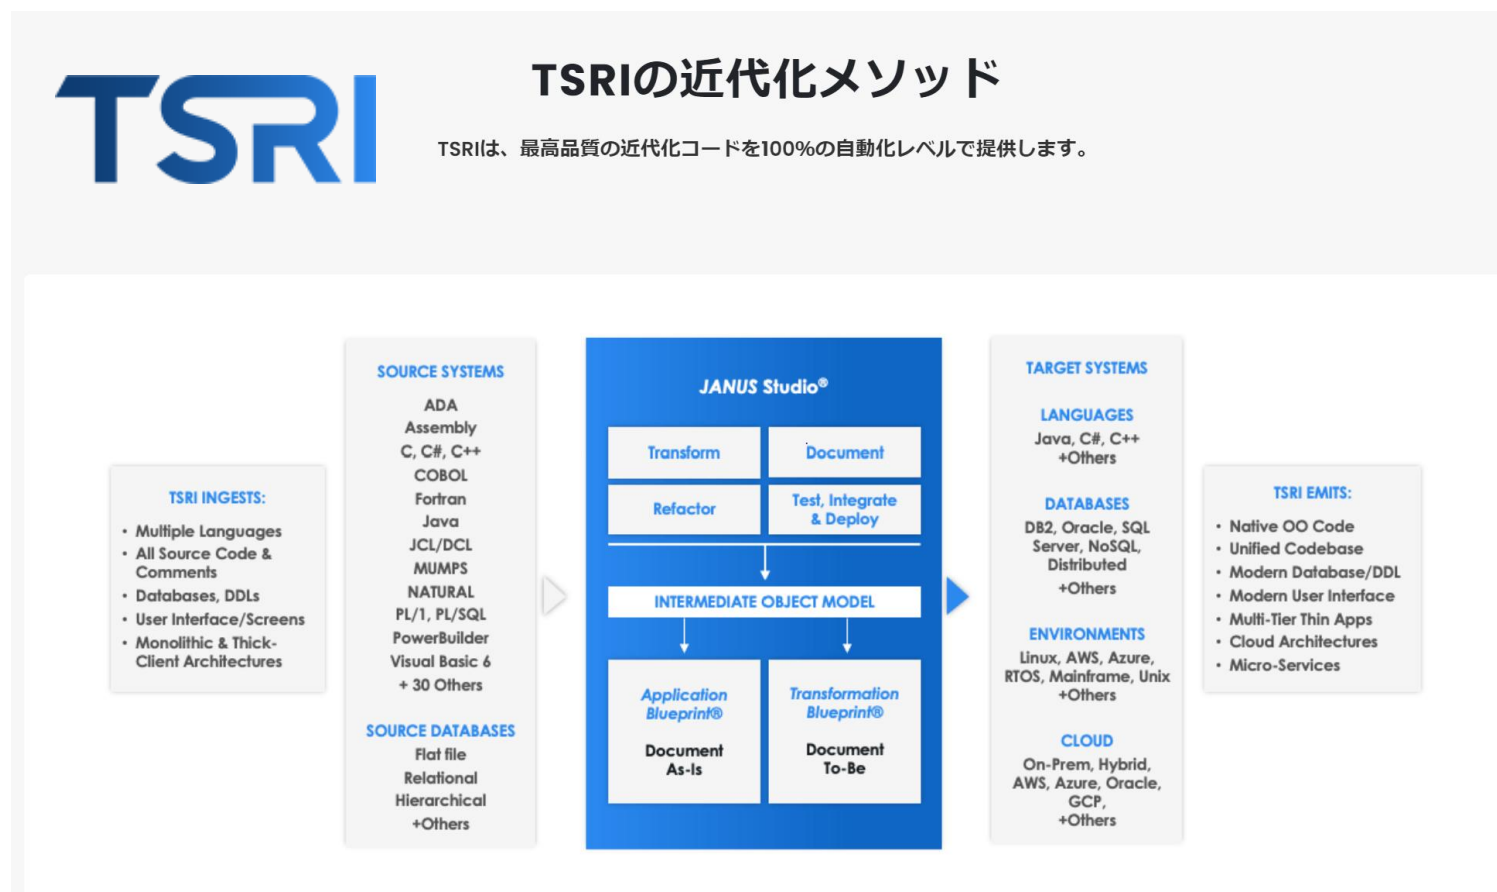 TSRI
TSRIの近代化メソッド
TSRIは、最高品質の近代化コードを100%の自動化レベルで提供します。
TSRI INGESTS:
• Multiple Languages
• All Source Code &
Comments
• Databases, DDLs
• User Interface/Screens
• Monolithic & Thick-
Client Architectures
SOURCE SYSTEMS
ADA
Assembly
C, C#, C++
COBOL
Fortran
Java
JCL/DCL
MUMPS
NATURAL
PL/1, PL/SQL
PowerBuilder
Visual Basic 6
+ 30 Others
SOURCE DATABASES
Flat file
Relational
Hierarchical
+Others
JANUS Studio®
Transform
Document
Refactor
Test, Integrate
& Deploy
INTERMEDIATE OBJECT MODEL
Application
Blueprint®
Document
As-Is
Transformation
Blueprint®
Document
To-Be
TARGET SYSTEMS
LANGUAGES
Java, C#, C++
+Others
DATABASES
DB2, Oracle, SQL
Server, NoSQL,
Distributed
+Others
ENVIRONMENTS
Linux, AWS, Azure,
RTOS, Mainframe, Unix
+Others
CLOUD
On-Prem, Hybrid,
AWS, Azure, Oracle,
GCP,
+Others
TSRI EMITS:
• Native OO Code
• Unified Codebase
• Modern Database/DDL
• Modern User Interface
• Multi-Tier Thin Apps
• Cloud Architectures
• Micro-Services